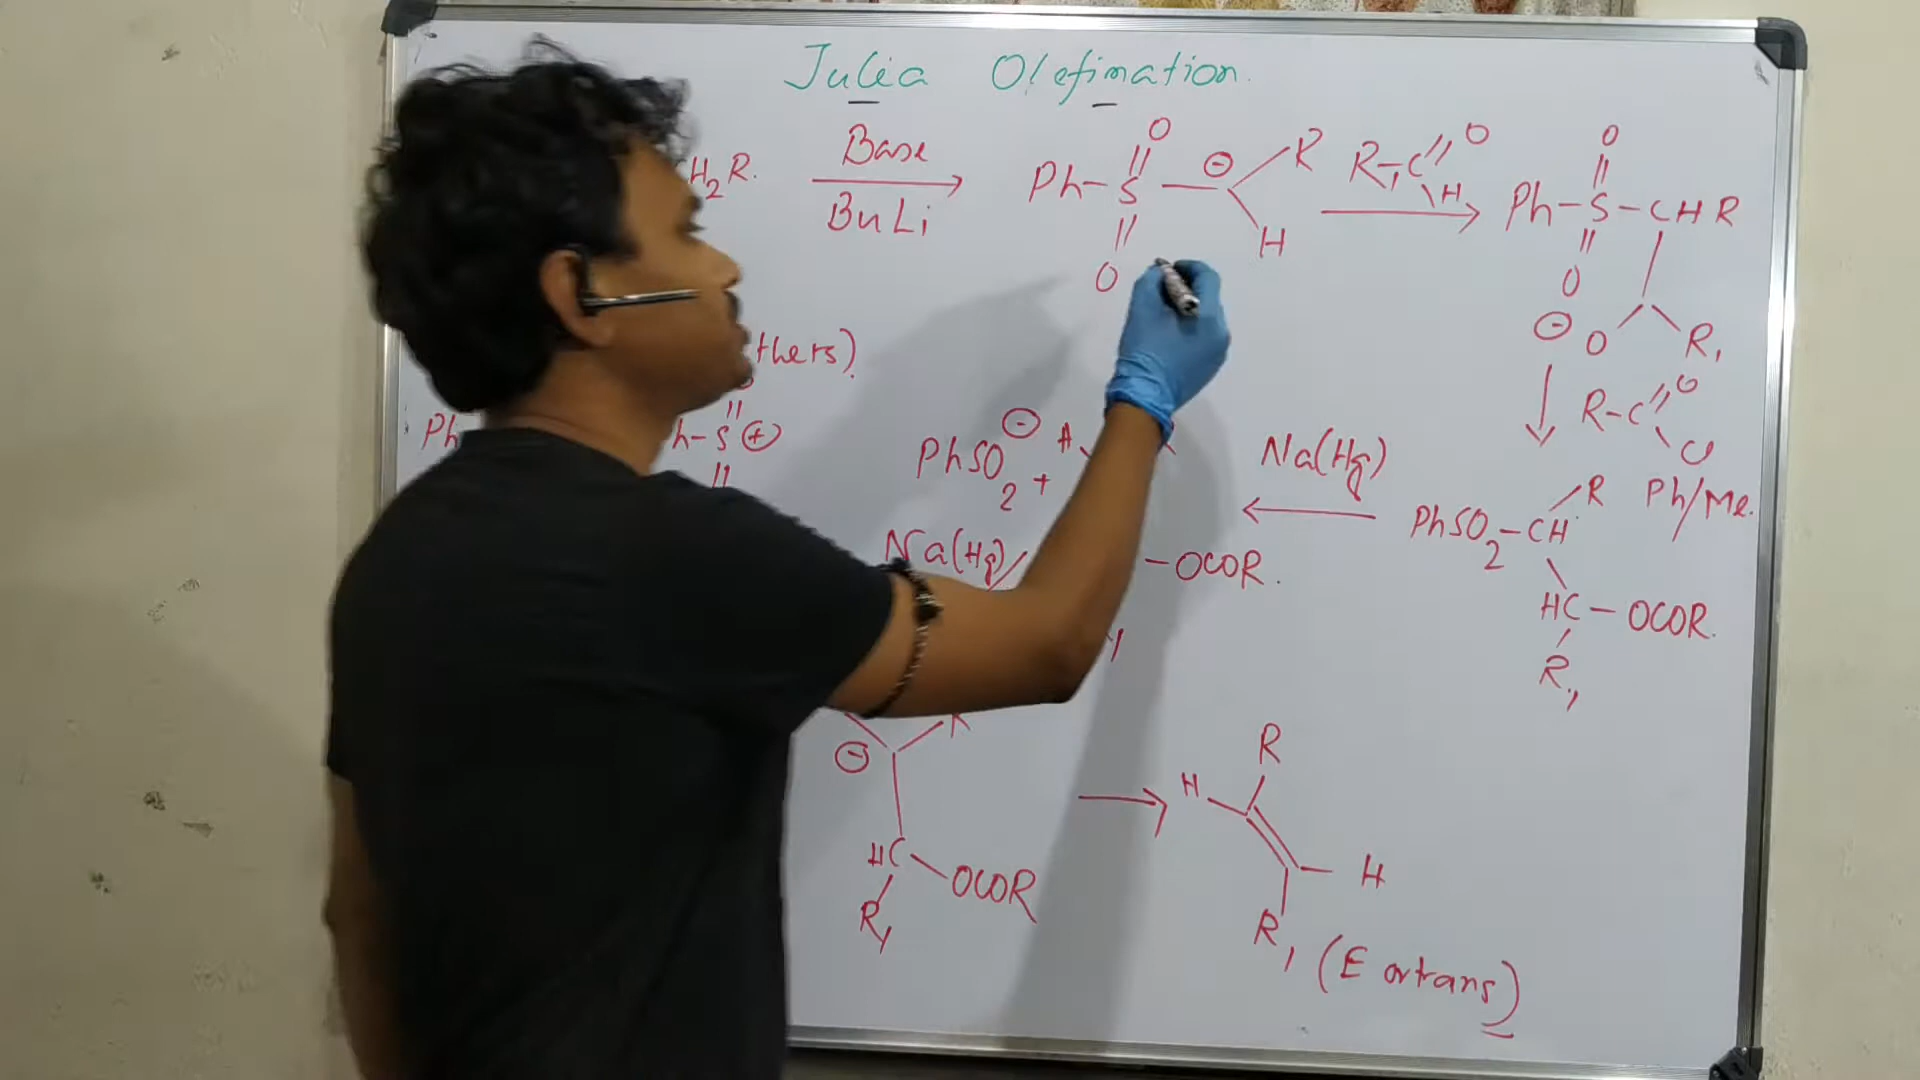 Julia Olefination.
H2R.
Base
BuLi
O
Ph-S
O
⊖
R
H
R1-C=O
H
O
Ph-S-CHR
O
⊖ O
R1
R-C=O
Cl
Ph/Me.
PhSO2-CH
R
HC-OCOR.
R1
Na(Hg)
thers).
Ph
h-S⊕
PhSO2⊖ +
Na(Hg)/
-OCOR.
⊖
HC
OCOR
R1
R
H
H
R1
(E or trans)